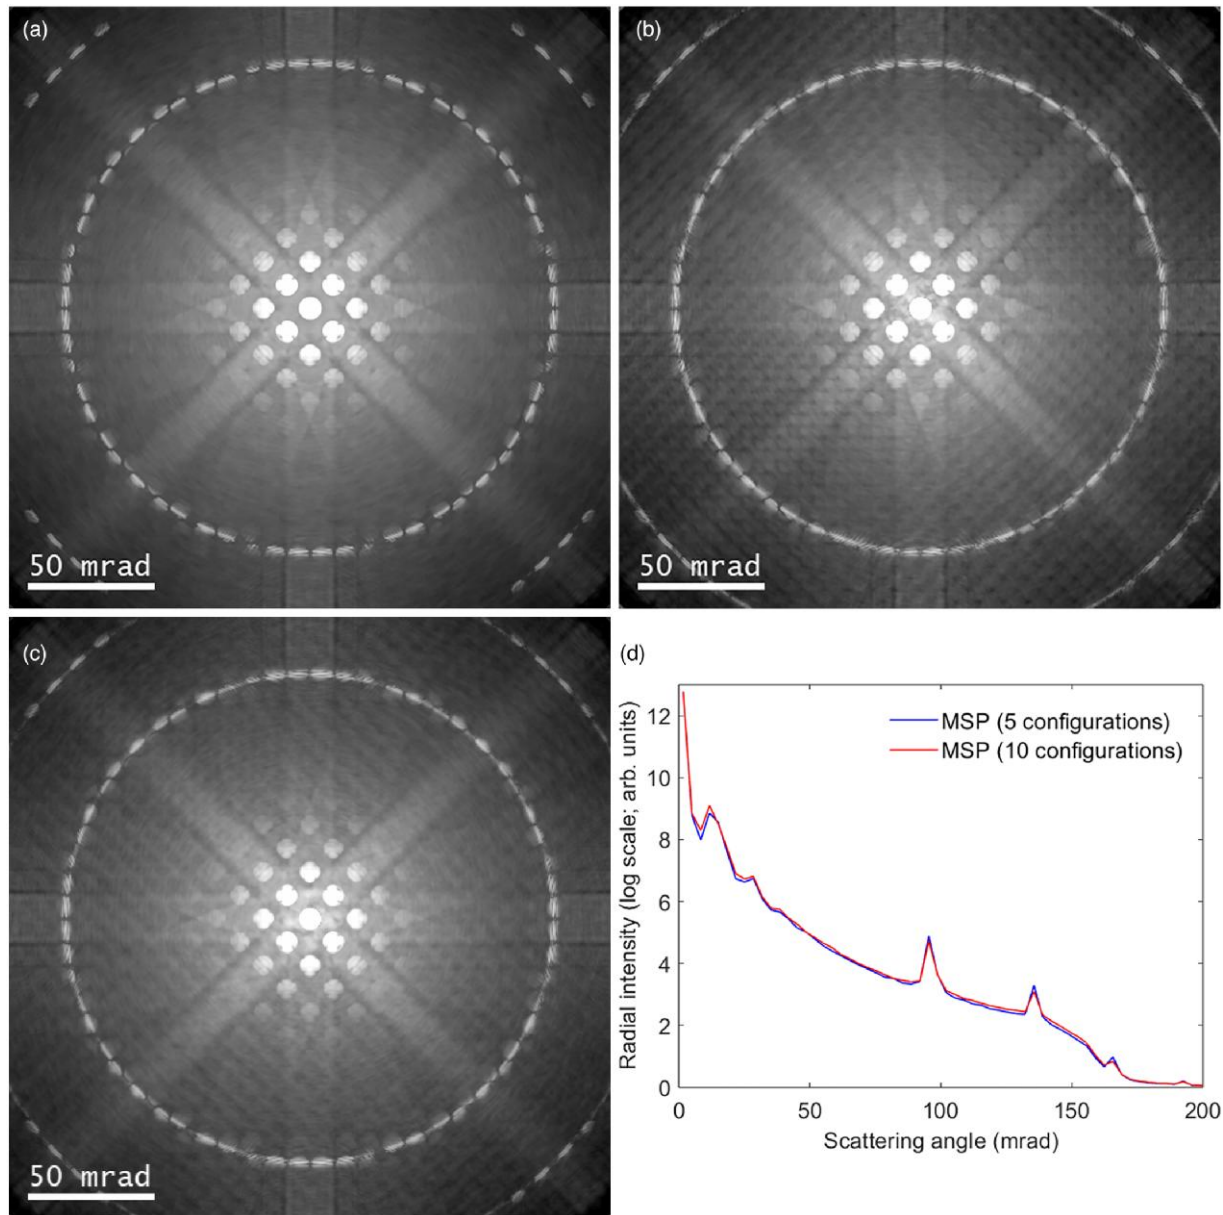 (a)
50 mrad
(b)
50 mrad
(c)
50 mrad
(d)
MSP (5 configurations)
MSP (10 configurations)
Radial intensity (log scale; arb. units)
12
10
8
6
4
2
0
0 50 100 150 200
Scattering angle (mrad)